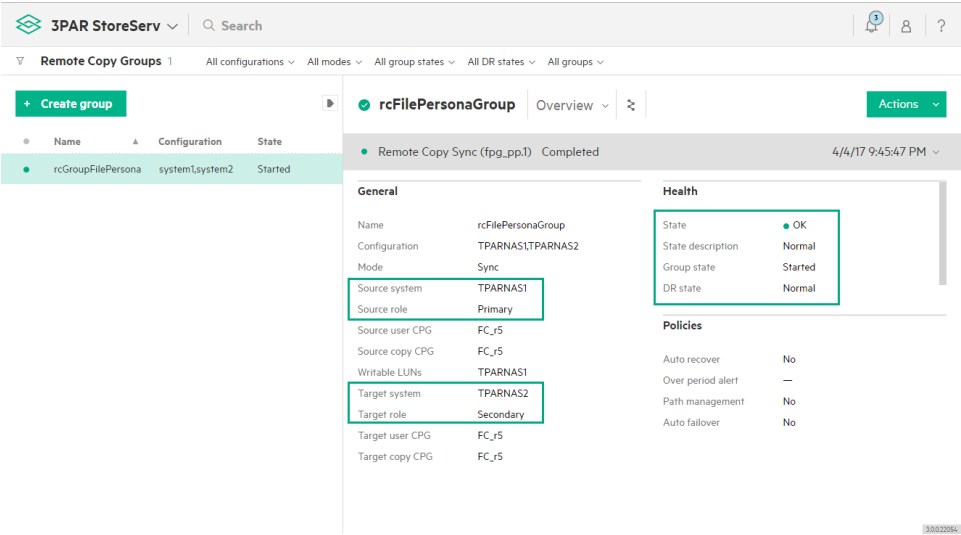 3PAR StoreServ Search 3 ?
Remote Copy Groups 1 All configurations All modes All group states All DR states All groups
+ Create group
Name Configuration State
rcGroupFilePersona system1,system2 Started
rcFilePersonaGroup Overview Actions
Remote Copy Sync (fpg_pp.1) Completed 4/4/17 9:45:47 PM
General
Name rcFilePersonaGroup
Configuration TPARNAS1,TPARNAS2
Mode Sync
Source system TPARNAS1
Source role Primary
Source user CPG FC_r5
Source copy CPG FC_r5
Writable LUNs TPARNAS1
Target system TPARNAS2
Target role Secondary
Target user CPG FC_r5
Target copy CPG FC_r5
Health
State OK
State description Normal
Group state Started
DR state Normal
Policies
Auto recover No
Over period alert —
Path management No
Auto failover No
3.0.0.22054